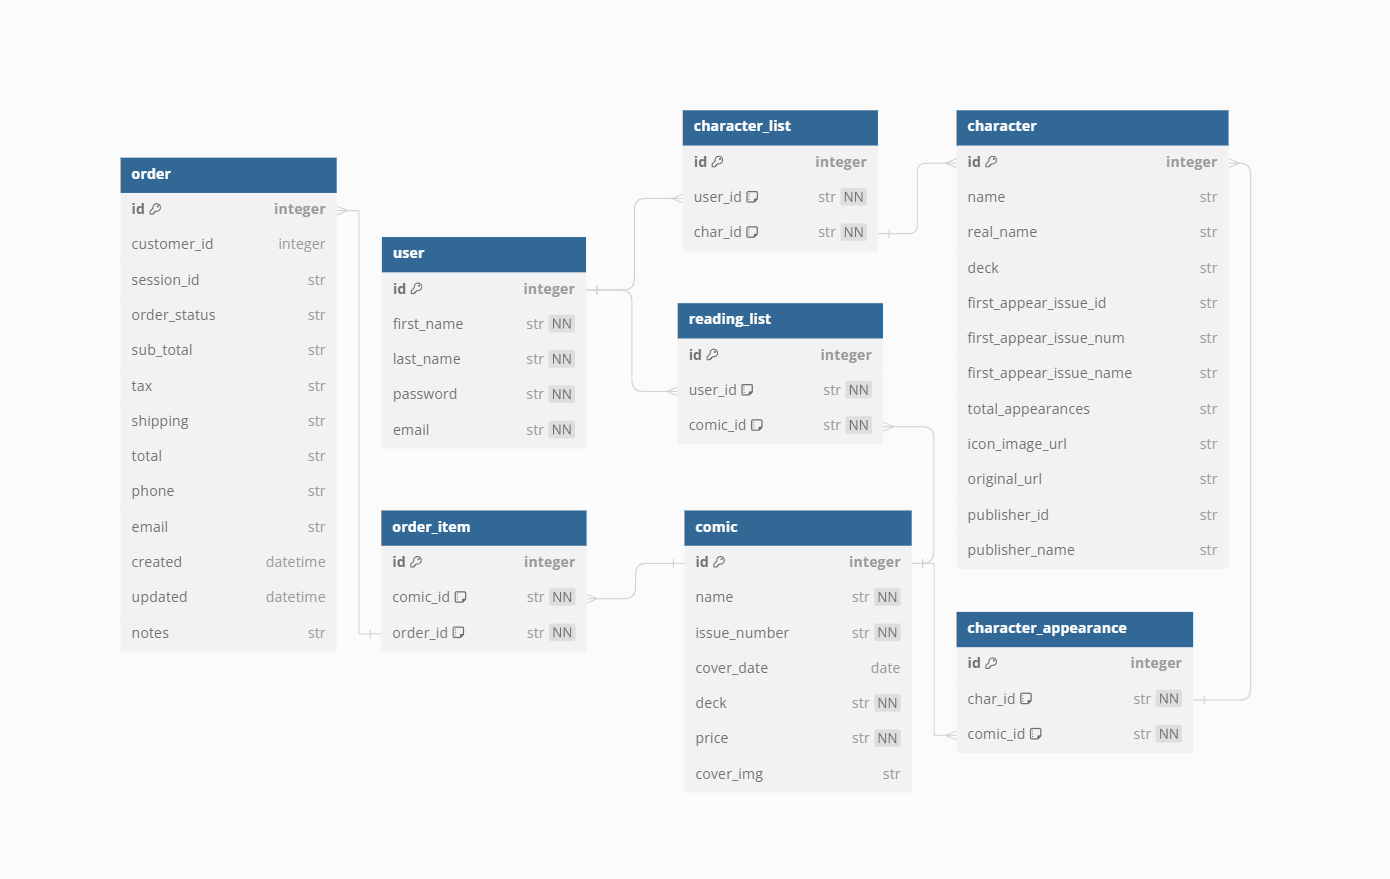 order
id integer
customer_id integer
session_id str
order_status str
sub_total str
tax str
shipping str
total str
phone str
email str
created datetime
updated datetime
notes str
user
id integer
first_name str NN
last_name str NN
password str NN
email str NN
order_item
id integer
comic_id str NN
order_id str NN
character_list
id integer
user_id str NN
char_id str NN
reading_list
id integer
user_id str NN
comic_id str NN
comic
id integer
name str NN
issue_number str NN
cover_date date
deck str NN
price str NN
cover_img str
character
id integer
name str
real_name str
deck str
first_appear_issue_id str
first_appear_issue_num str
first_appear_issue_name str
total_appearances str
icon_image_url str
original_url str
publisher_id str
publisher_name str
character_appearance
id integer
char_id str NN
comic_id str NN